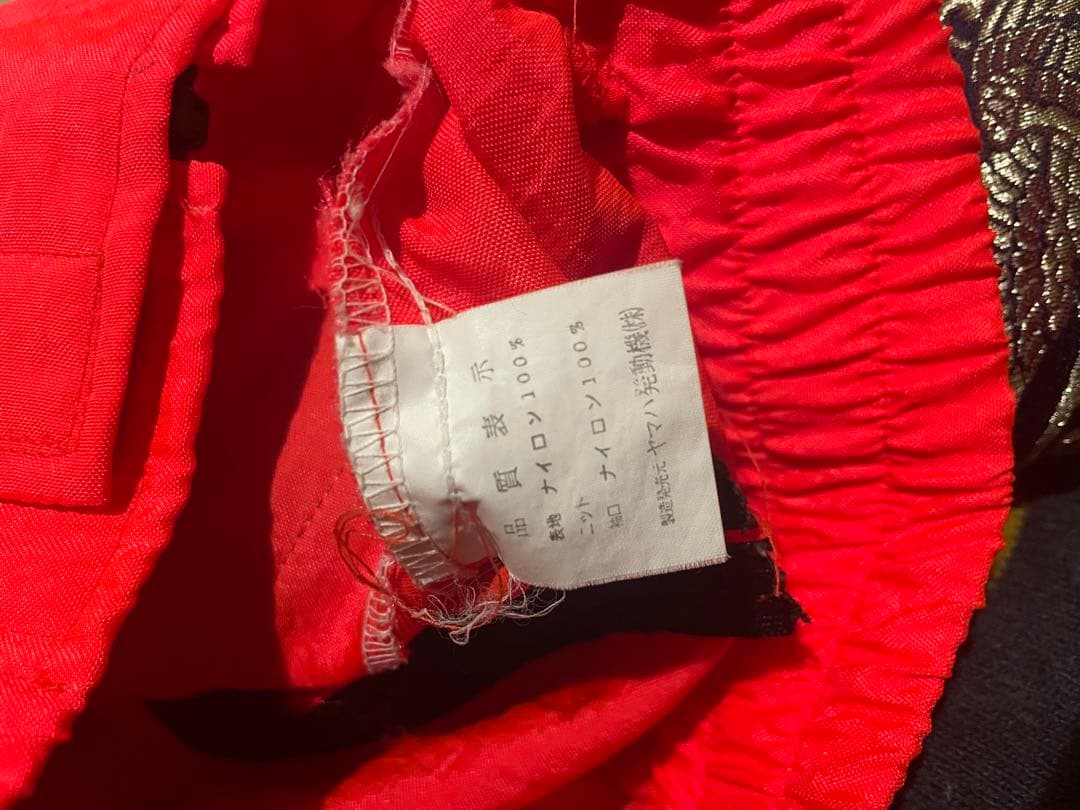 品質表示
表地 ナイロン100%
ニット
袖口 ナイロン100%
製造発売元 ヤマハ発動機(株)